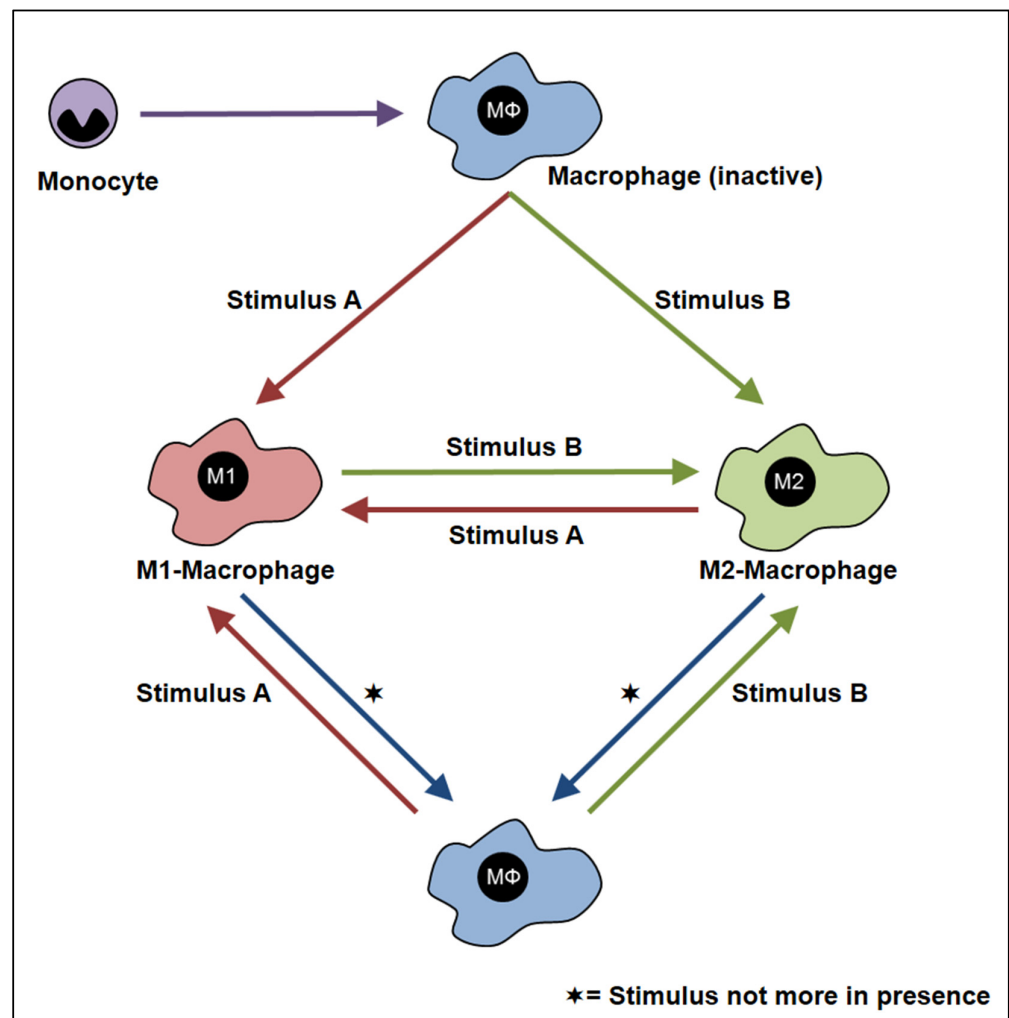 MΦ
Monocyte
Macrophage (inactive)
Stimulus A
Stimulus B
Stimulus B
M1
M2
Stimulus A
M1-Macrophage
M2-Macrophage
Stimulus A
✶
✶
Stimulus B
MΦ
✶= Stimulus not more in presence